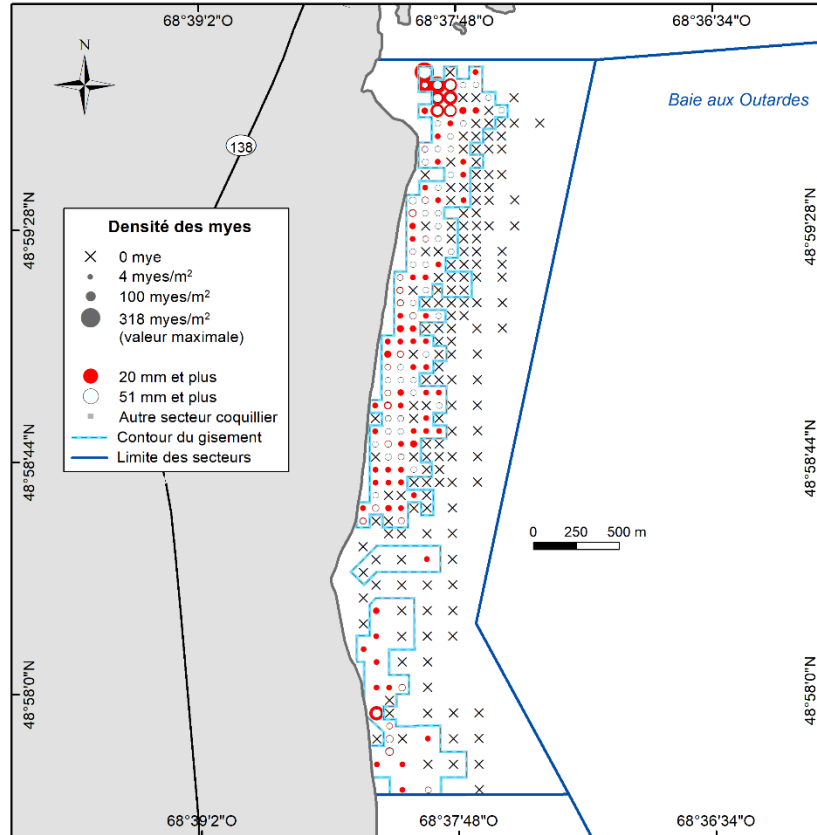 68°39'2"O
68°37'48"O
68°36'34"O
N
Baie aux Outardes
138
48°59'28"N
48°59'28"N
Densité des myes
0 mye
4 myes/m²
100 myes/m²
318 myes/m²
(valeur maximale)
20 mm et plus
51 mm et plus
Autre secteur coquillier
Contour du gisement
Limite des secteurs
48°58'44"N
48°58'44"N
0 250 500 m
48°58'0"N
48°58'0"N
68°39'2"O
68°37'48"O
68°36'34"O